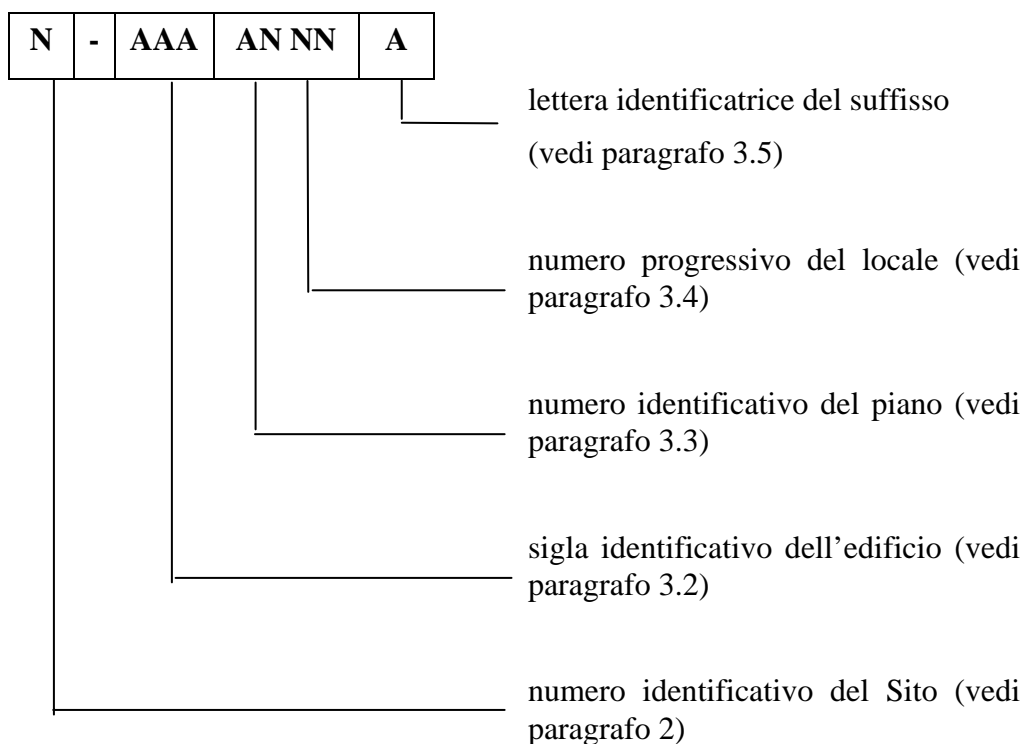 N - AAA AN NN A
lettera identificatrice del suffisso
(vedi paragrafo 3.5)
numero progressivo del locale (vedi
paragrafo 3.4)
numero identificativo del piano (vedi
paragrafo 3.3)
sigla identificativo dell’edificio (vedi
paragrafo 3.2)
numero identificativo del Sito (vedi
paragrafo 2)